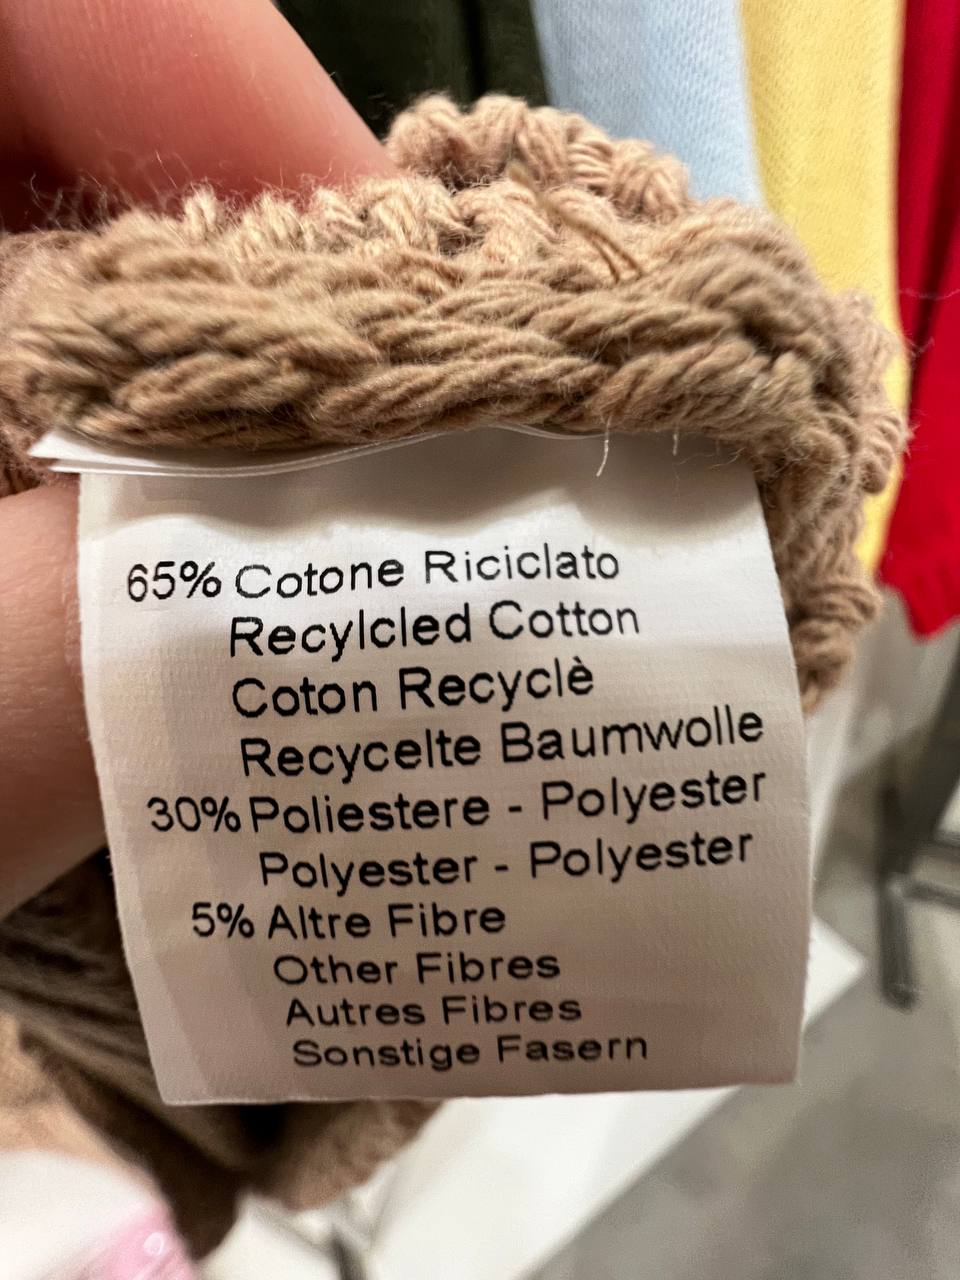 65% Cotone Riciclato
Recylcled Cotton
Coton Recyclè
Recycelte Baumwolle
30% Poliestere - Polyester
Polyester - Polyester
5% Altre Fibre
Other Fibres
Autres Fibres
Sonstige Fasern